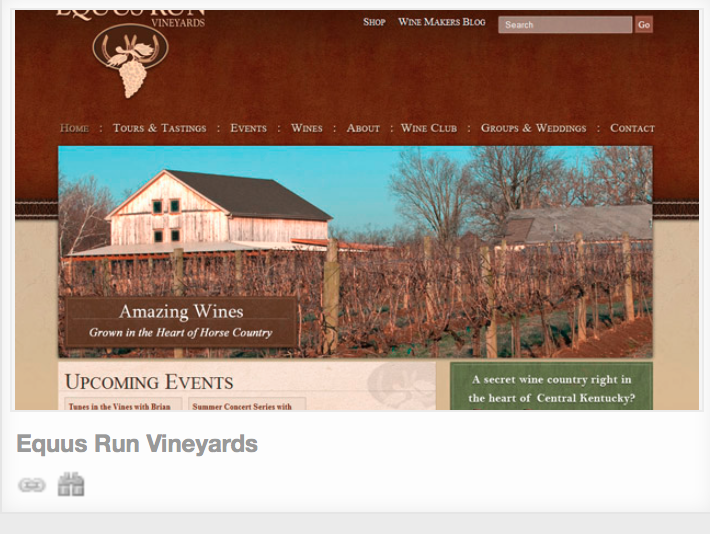 EQUUS RUN
VINEYARDS
Shop Wine Makers Blog Search Go
Home : Tours & Tastings : Events : Wines : About : Wine Club : Groups & Weddings : Contact
Amazing Wines
Grown in the Heart of Horse Country
Upcoming Events
Tunes in the Vines with Brian
Summer Concert Series with
A secret wine country right in
the heart of Central Kentucky?
Equus Run Vineyards